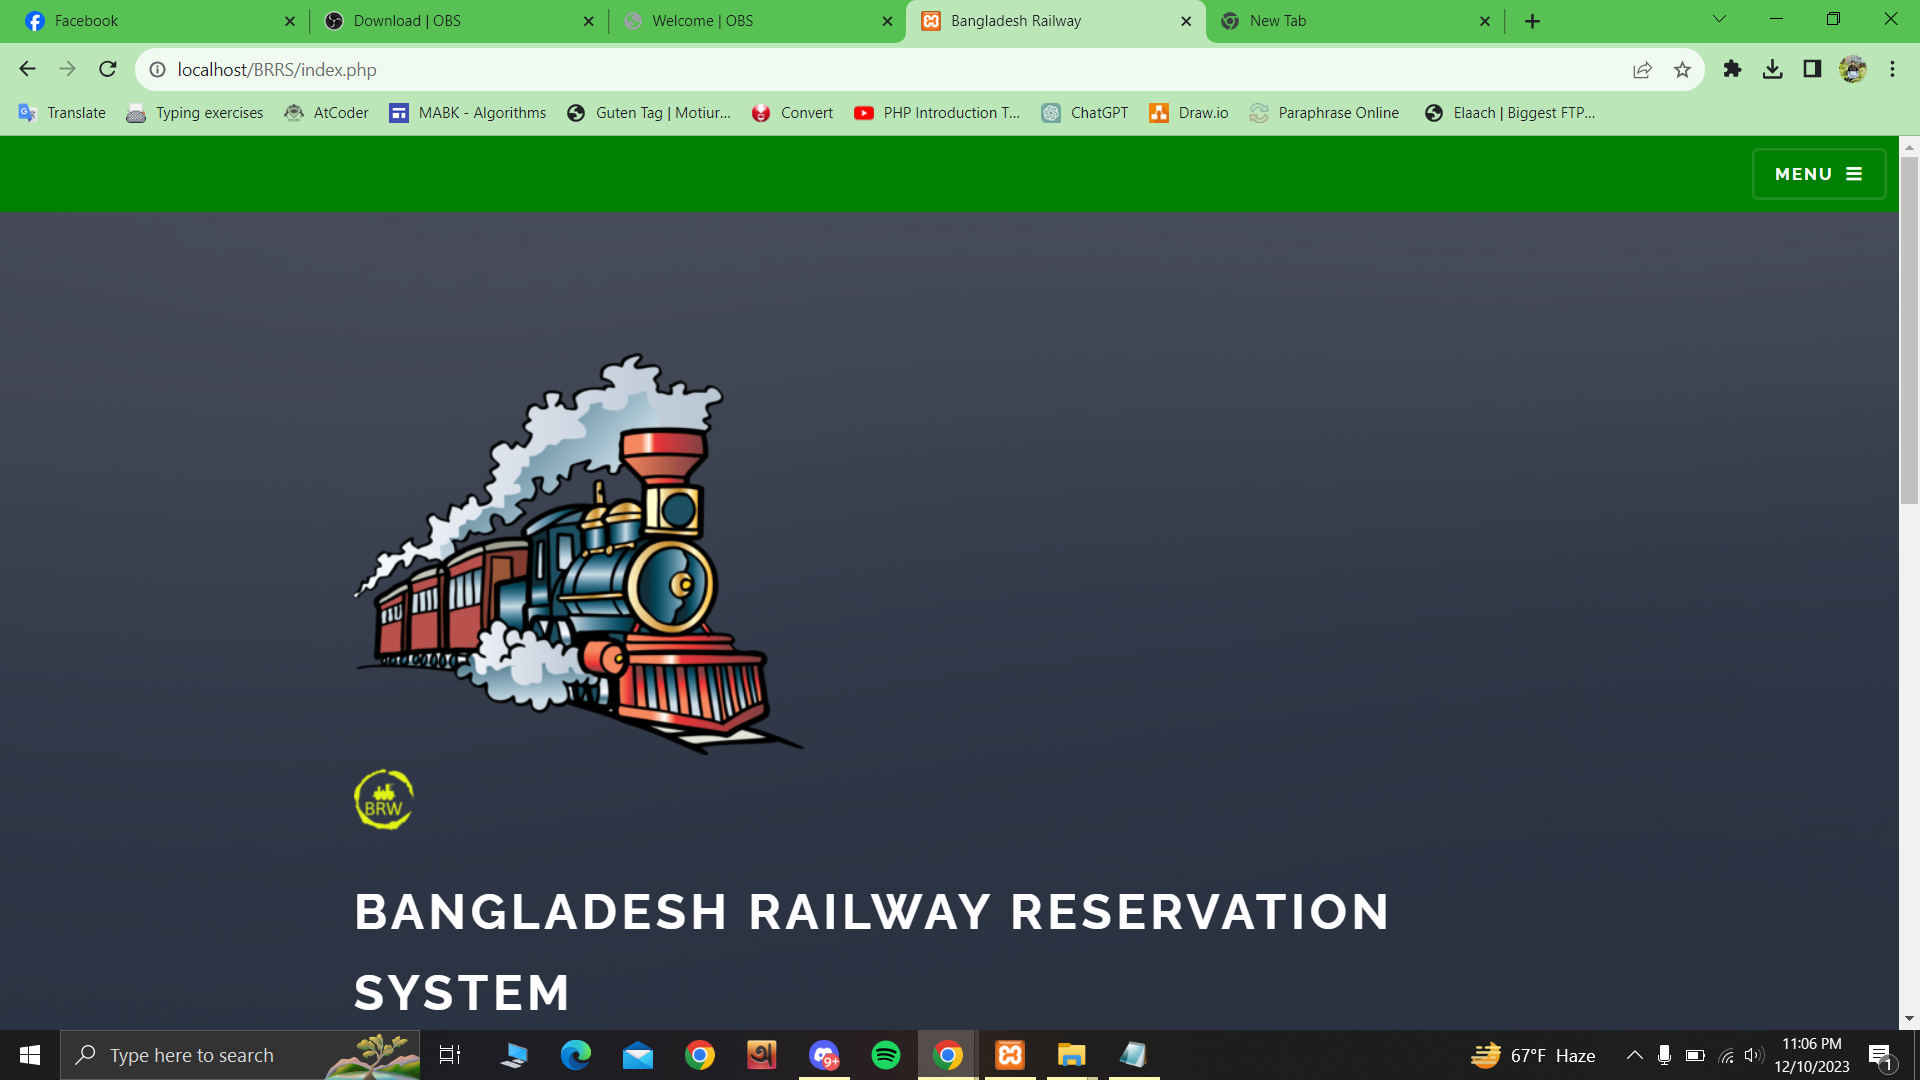 Facebook
Download | OBS
Welcome | OBS
Bangladesh Railway
New Tab
localhost/BRRS/index.php
Translate
Typing exercises
AtCoder
MABK - Algorithms
Guten Tag | Motiur...
Convert
PHP Introduction T...
ChatGPT
Draw.io
Paraphrase Online
Elaach | Biggest FTP...
MENU
BRW
BANGLADESH RAILWAY RESERVATION
SYSTEM
Type here to search
9+
67°F Haze
11:06 PM
12/10/2023
1